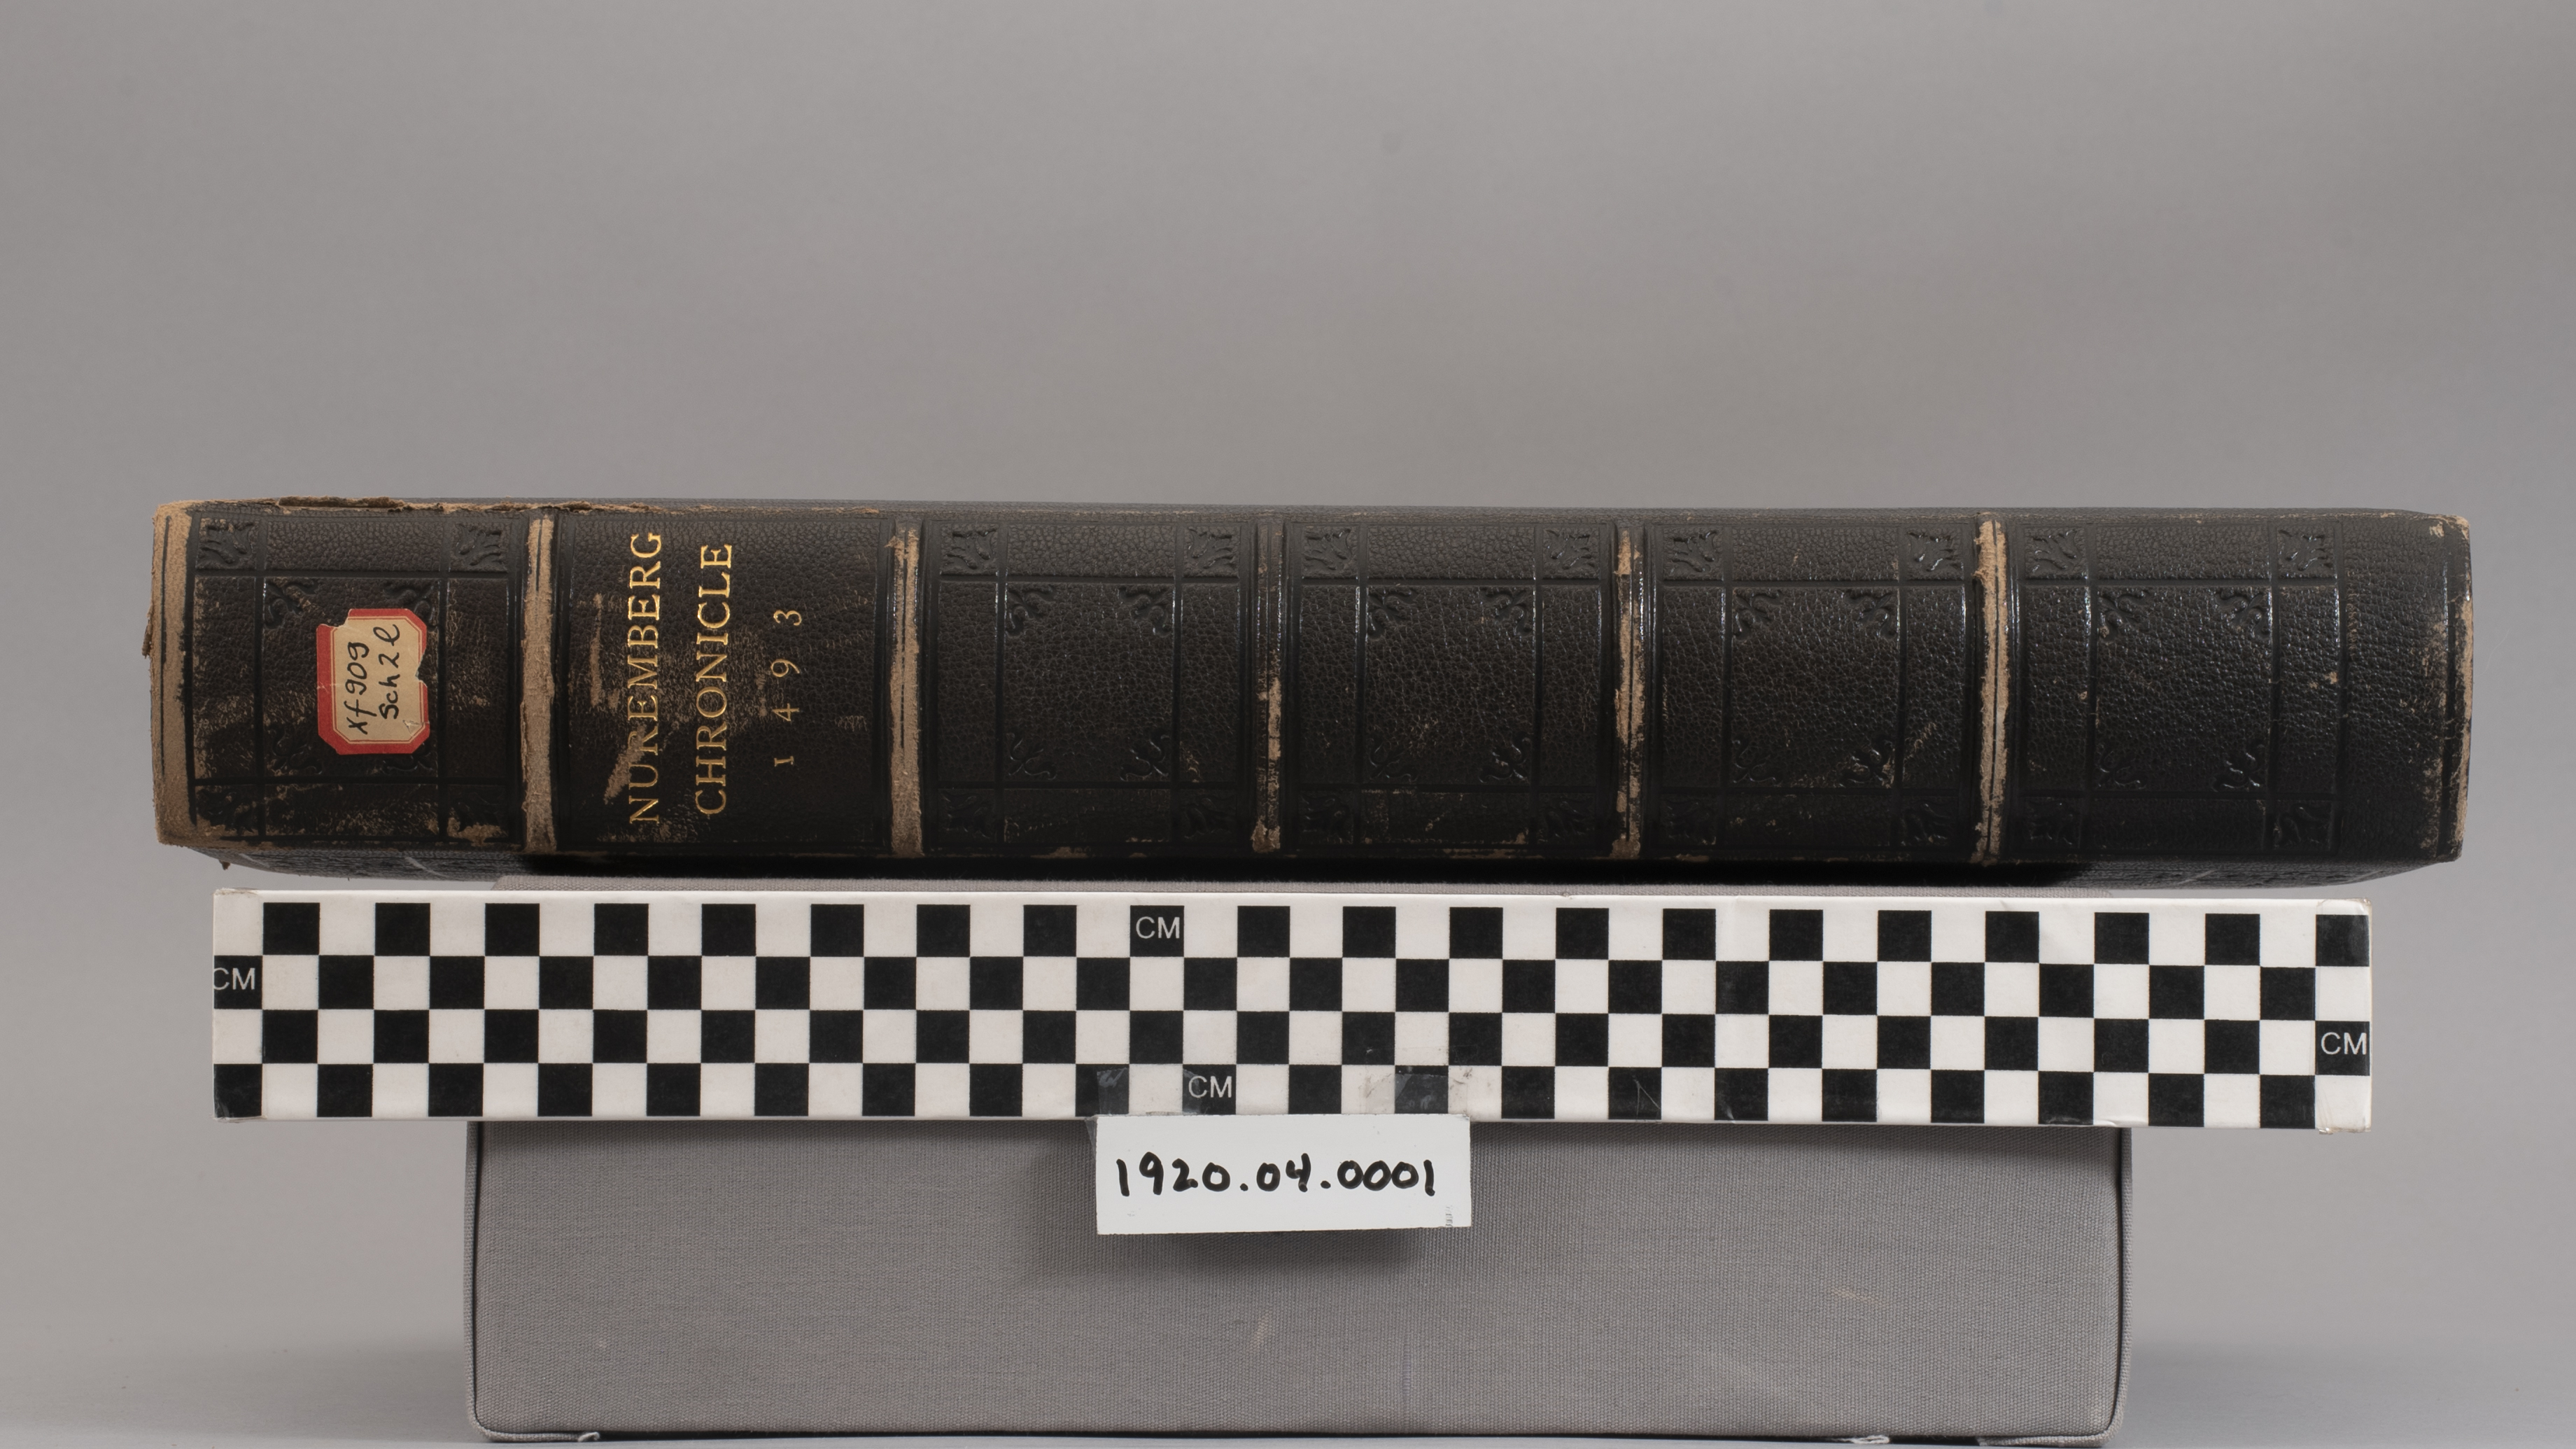 xf909
Sch2l
NUREMBERG
CHRONICLE
1493
CM
CM
CM
CM
1920.04.0001